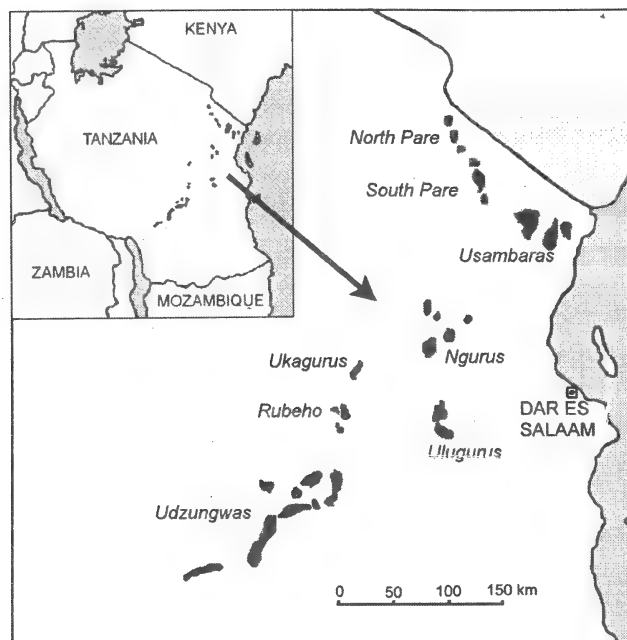 KENYA
TANZANIA
ZAMBIA
MOZAMBIQUE
North Pare
South Pare
Usambaras
Ukagurus
Ngurus
Rubeho
DAR ES
SALAAM
Ulugurus
Udzungwas
0 50 100 150 km